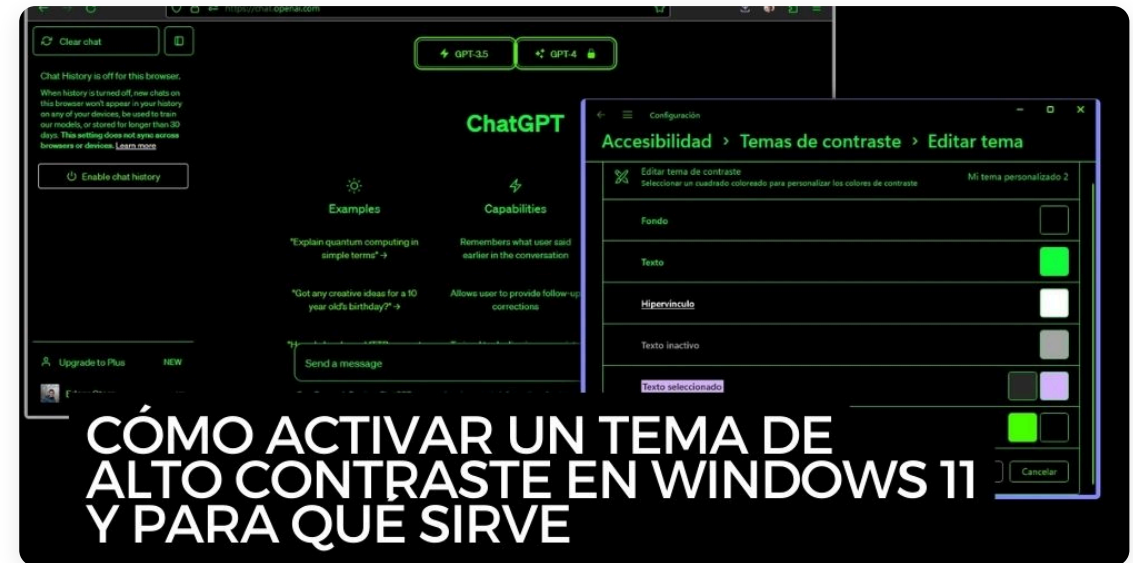 https://chat.openai.com
Clear chat
GPT-3.5
GPT-4
Chat History is off for this browser.
When history is turned off, new chats on
this browser won't appear in your history
on any of your devices, be used to train
our models, or stored for longer than 30
days. This setting does not sync across
browsers or devices. Learn more
Enable chat history
ChatGPT
Examples
Capabilities
"Explain quantum computing in
simple terms" →
Remembers what user said
earlier in the conversation
"Got any creative ideas for a 10
year old's birthday?" →
Allows user to provide follow-up
corrections
Send a message
Upgrade to Plus
NEW
Configuración
Accesibilidad > Temas de contraste > Editar tema
Editar tema de contraste
Seleccionar un cuadrado coloreado para personalizar los colores de contraste
Mi tema personalizado 2
Fondo
Texto
Hipervínculo
Texto inactivo
Texto seleccionado
Cancelar
CÓMO ACTIVAR UN TEMA DE
ALTO CONTRASTE EN WINDOWS 11
Y PARA QUÉ SIRVE